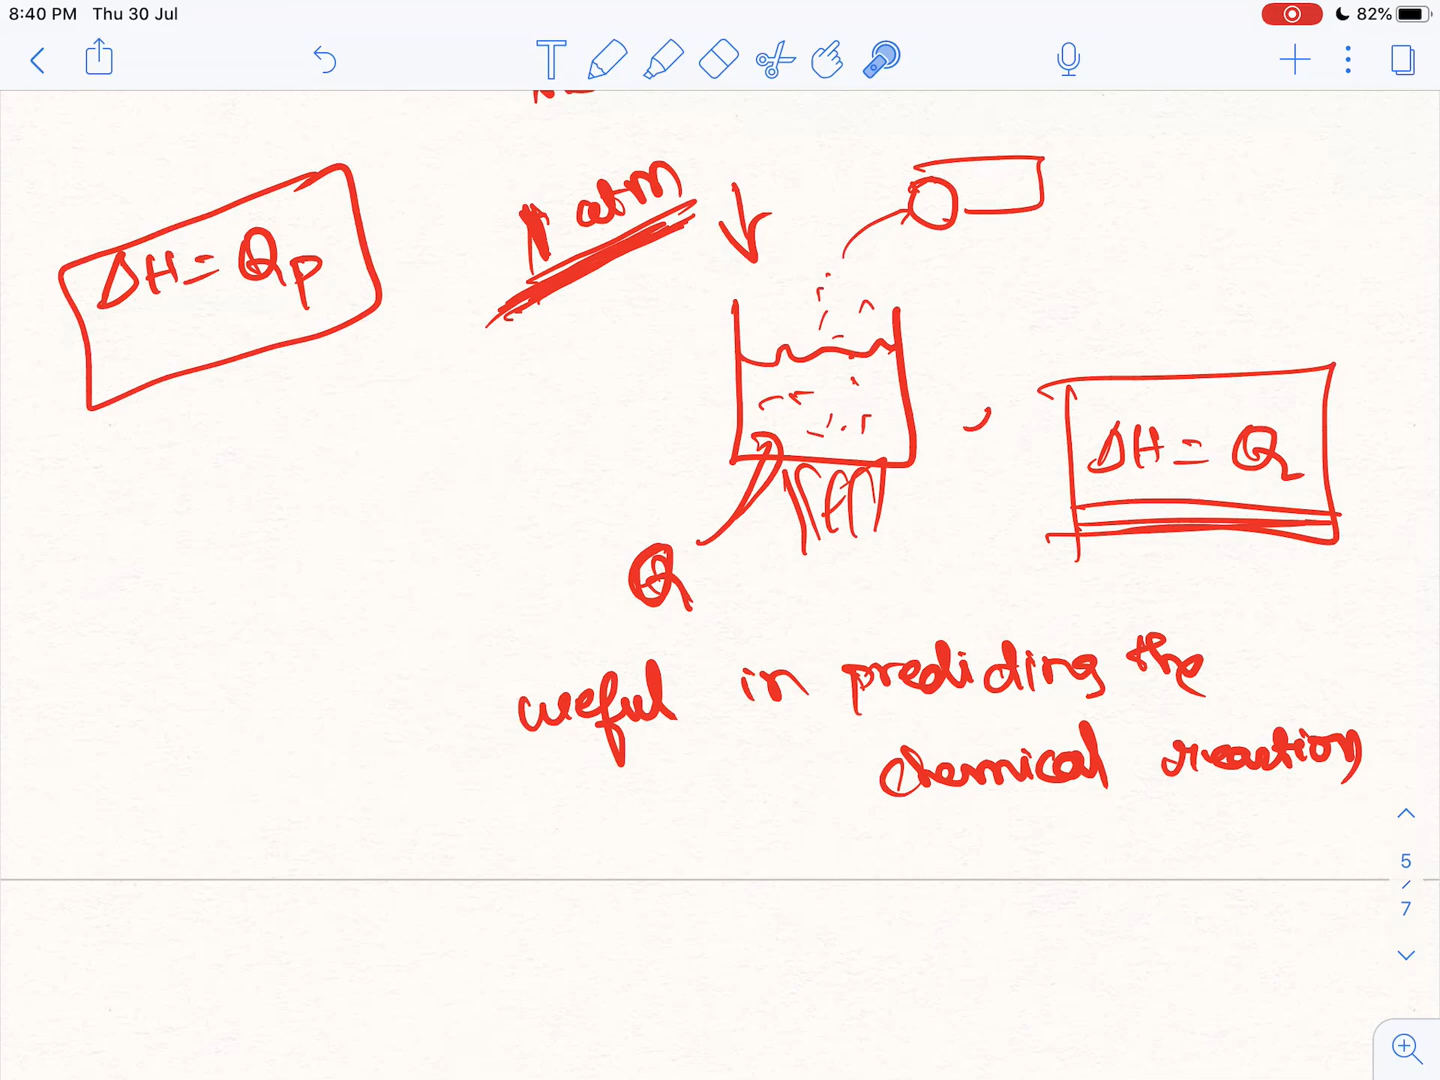 8:40 PM Thu 30 Jul
82%
T
1 atm
ΔH = Qp
ΔH = Q
Q
useful in prediding the
chemical reaction
5
/
7